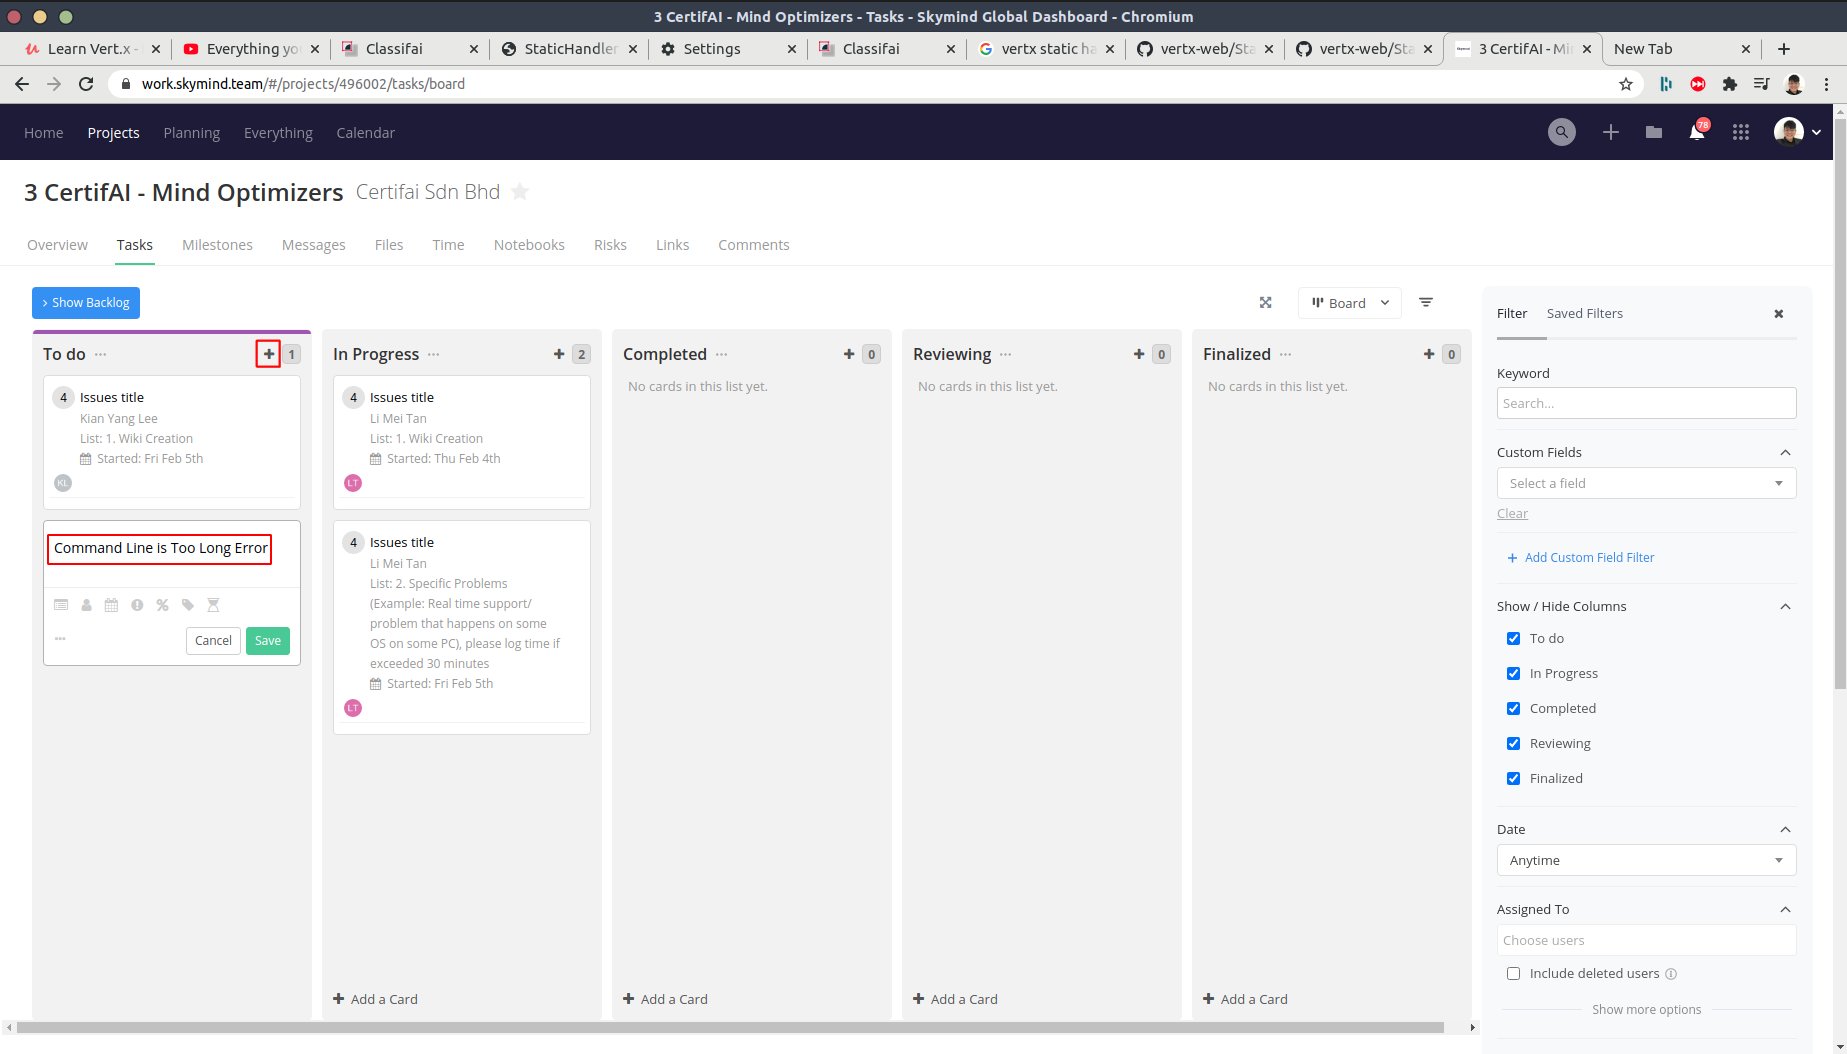 3 CertifAI - Mind Optimizers - Tasks - Skymind Global Dashboard - Chromium
Learn Vert.x -
Everything yo
Classifai
StaticHandler
Settings
Classifai
vertx static ha
vertx-web/Sta
vertx-web/Sta
3 CertifAI - Mi
New Tab
work.skymind.team/#/projects/496002/tasks/board
Home
Projects
Planning
Everything
Calendar
78
3 CertifAI - Mind Optimizers Certifai Sdn Bhd
Overview
Tasks
Milestones
Messages
Files
Time
Notebooks
Risks
Links
Comments
Show Backlog
Board
To do ···
1
4 Issues title
Kian Yang Lee
List: 1. Wiki Creation
Started: Fri Feb 5th
KL
Command Line is Too Long Error
Cancel
Save
In Progress ···
2
4 Issues title
Li Mei Tan
List: 1. Wiki Creation
Started: Thu Feb 4th
LT
4 Issues title
Li Mei Tan
List: 2. Specific Problems
(Example: Real time support/
problem that happens on some
OS on some PC), please log time if
exceeded 30 minutes
Started: Fri Feb 5th
LT
Add a Card
Completed ···
0
No cards in this list yet.
Add a Card
Reviewing ···
0
No cards in this list yet.
Add a Card
Finalized ···
0
No cards in this list yet.
Add a Card
Filter
Saved Filters
Keyword
Search...
Custom Fields
Select a field
Clear
+ Add Custom Field Filter
Show / Hide Columns
To do
In Progress
Completed
Reviewing
Finalized
Date
Anytime
Assigned To
Choose users
Include deleted users
Show more options